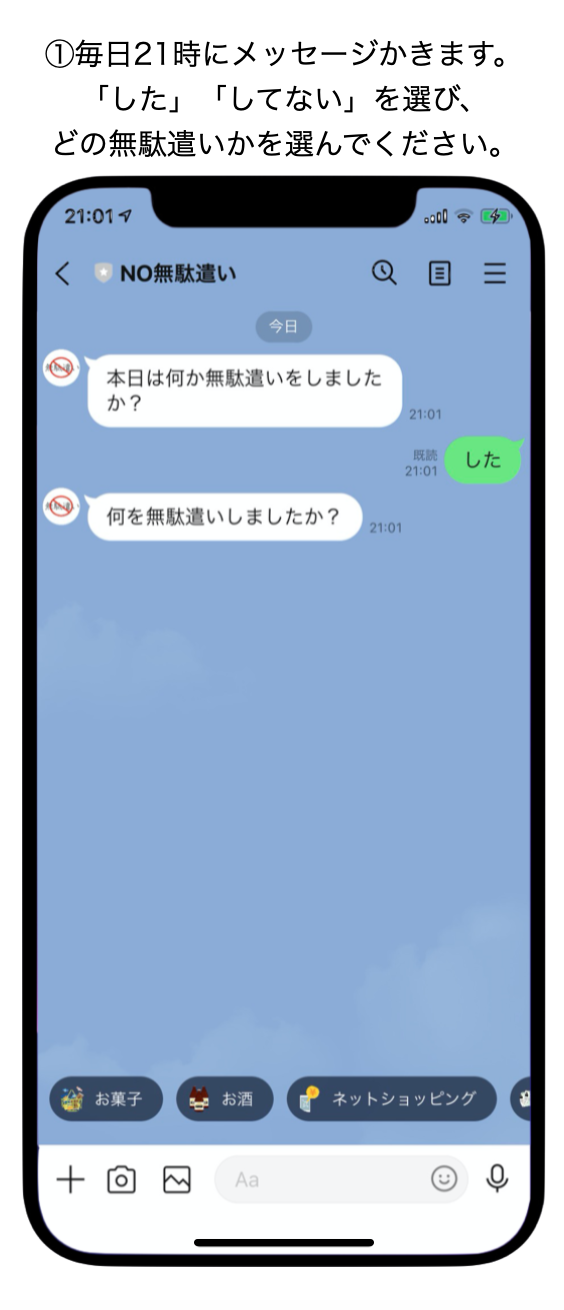 ①毎日21時にメッセージかきます。
「した」「してない」を選び、
どの無駄遣いかを選んでください。
21:01
NO無駄遣い
今日
本日は何か無駄遣いをしました
か？
21:01
既読
21:01
した
何を無駄遣いしましたか？
21:01
お菓子
お酒
ネットショッピング
Aa